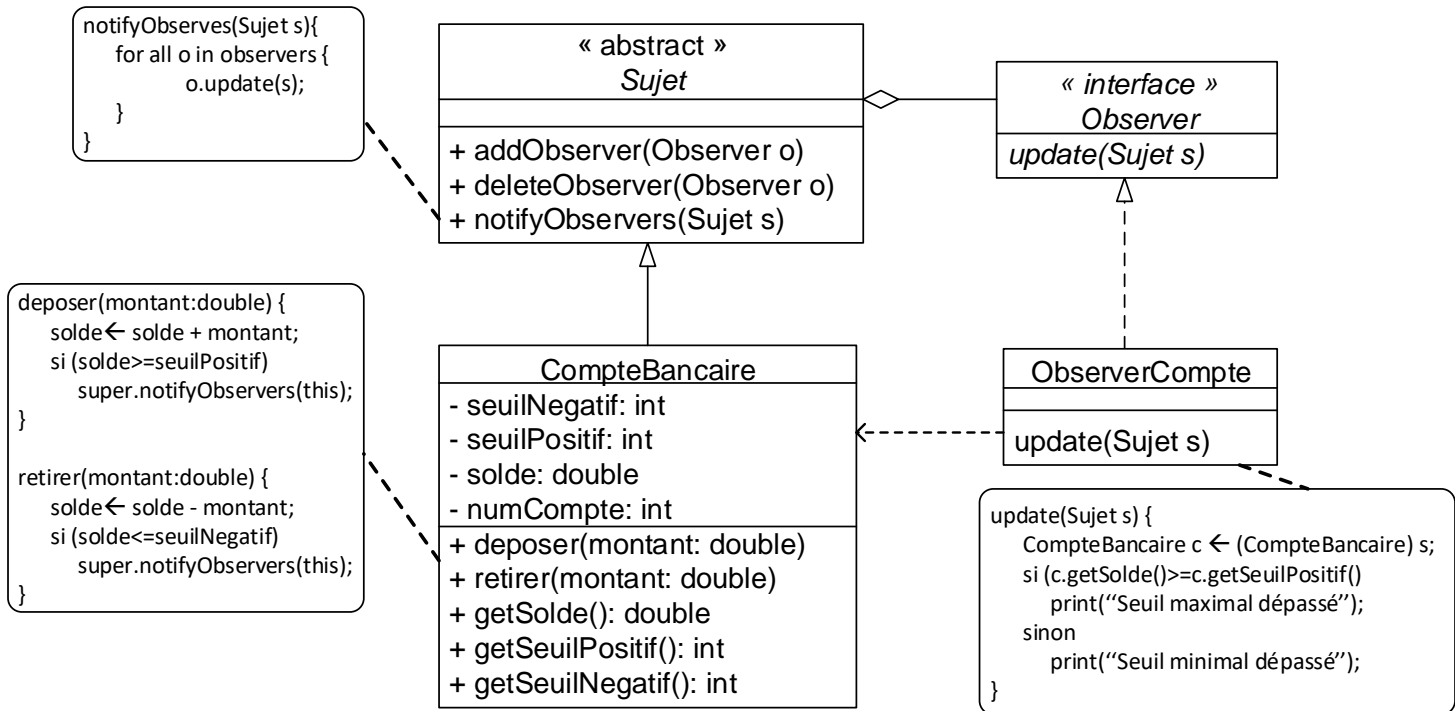 notifyObserves(Sujet s){
for all o in observers {
o.update(s);
}
}
« abstract »
Sujet
+ addObserver(Observer o)
+ deleteObserver(Observer o)
+ notifyObservers(Sujet s)
« interface »
Observer
update(Sujet s)
deposer(montant:double) {
solde← solde + montant;
si (solde>=seuilPositif)
super.notifyObservers(this);
}
retirer(montant:double) {
solde← solde - montant;
si (solde<=seuilNegatif)
super.notifyObservers(this);
}
CompteBancaire
- seuilNegatif: int
- seuilPositif: int
- solde: double
- numCompte: int
+ deposer(montant: double)
+ retirer(montant: double)
+ getSolde(): double
+ getSeuilPositif(): int
+ getSeuilNegatif(): int
ObserverCompte
update(Sujet s)
update(Sujet s) {
CompteBancaire c ← (CompteBancaire) s;
si (c.getSolde()>=c.getSeuilPositif()
print(‘‘Seuil maximal dépassé’’);
sinon
print(‘‘Seuil minimal dépassé’’);
}